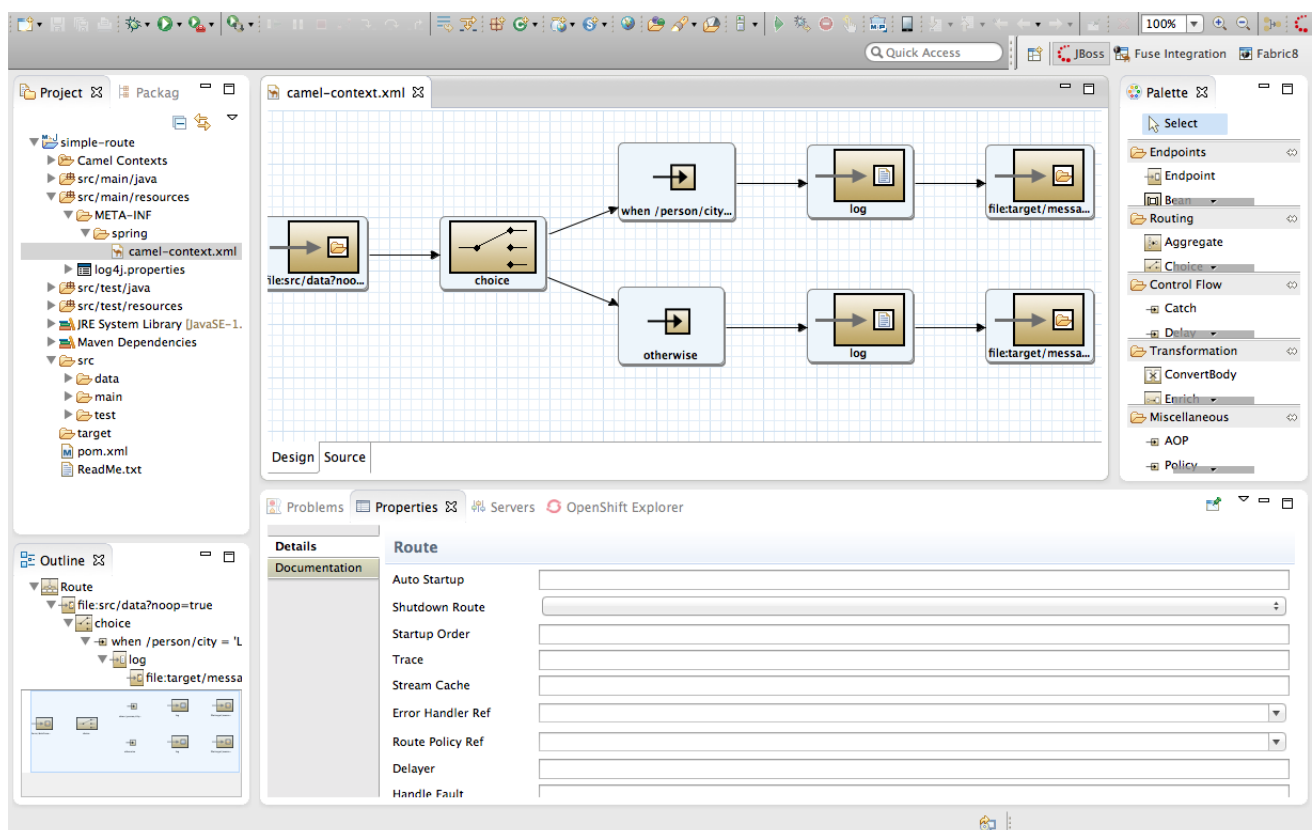 100%
Quick Access
JBoss
Fuse Integration
Fabric8
Project
Packag
simple-route
Camel Contexts
src/main/java
src/main/resources
META-INF
spring
camel-context.xml
log4j.properties
src/test/java
src/test/resources
JRE System Library [JavaSE-1.
Maven Dependencies
src
data
main
test
target
pom.xml
ReadMe.txt
camel-context.xml
when /person/city...
log
file:target/messa...
ile:src/data?noo...
choice
otherwise
log
file:target/messa...
Design
Source
Palette
Select
Endpoints
Endpoint
Bean
Routing
Aggregate
Choice
Control Flow
Catch
Delay
Transformation
ConvertBody
Enrich
Miscellaneous
AOP
Policy
Outline
Route
file:src/data?noop=true
choice
when /person/city = 'L
log
file:target/messa
Problems
Properties
Servers
OpenShift Explorer
Details
Documentation
Route
Auto Startup
Shutdown Route
Startup Order
Trace
Stream Cache
Error Handler Ref
Route Policy Ref
Delayer
Handle Fault